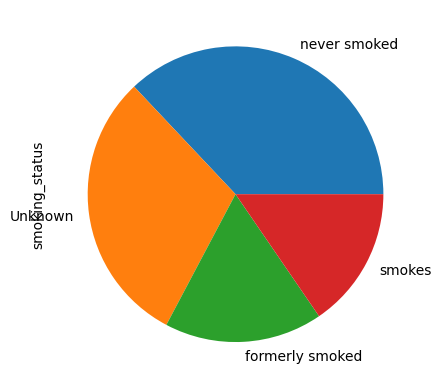 never smoked
smoking_status
Unknown
smokes
formerly smoked